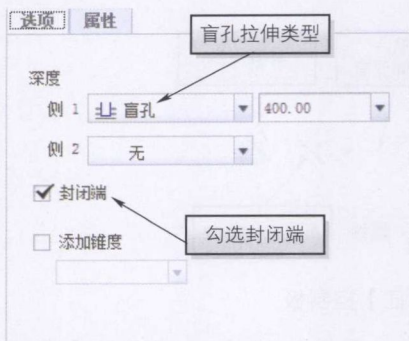 选项 属性
盲孔拉伸类型
深度
侧 1 盲孔 400.00
侧 2 无
封闭端
勾选封闭端
添加锥度